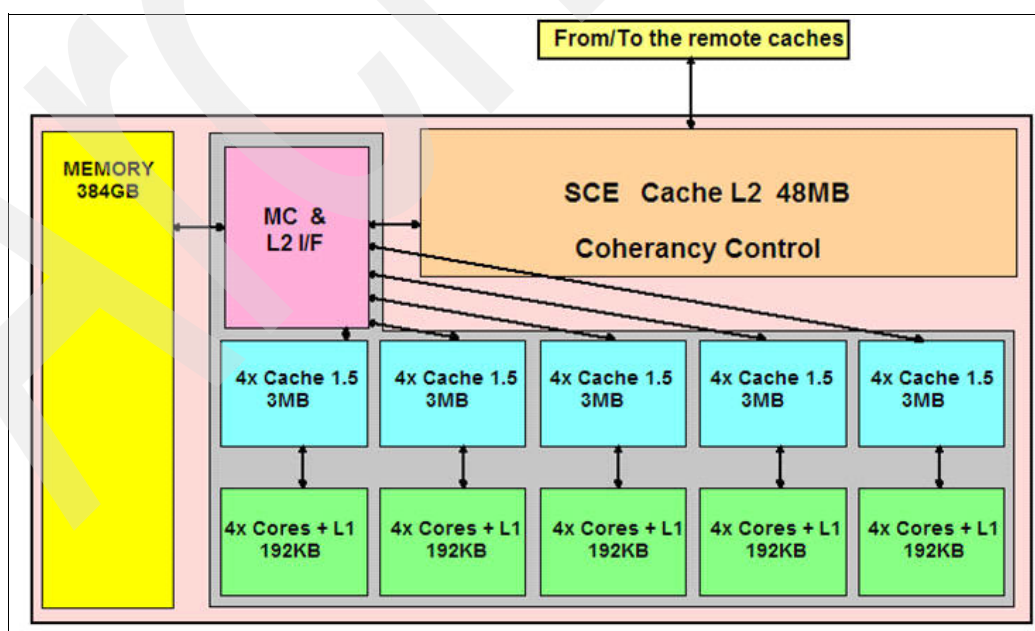 From/To the remote caches
MEMORY
384GB
MC &
L2 I/F
SCE Cache L2 48MB
Coherancy Control
4x Cache 1.5
3MB
4x Cache 1.5
3MB
4x Cache 1.5
3MB
4x Cache 1.5
3MB
4x Cache 1.5
3MB
4x Cores + L1
192KB
4x Cores + L1
192KB
4x Cores + L1
192KB
4x Cores + L1
192KB
4x Cores + L1
192KB